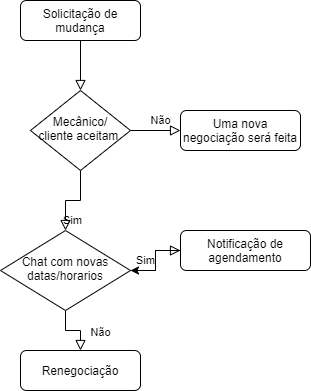 Solicitação de
mudança
Mecânico/
cliente aceitam
Não
Uma nova
negociação será feita
Sim
Chat com novas
datas/horarios
Sim
Notificação de
agendamento
Não
Renegociação